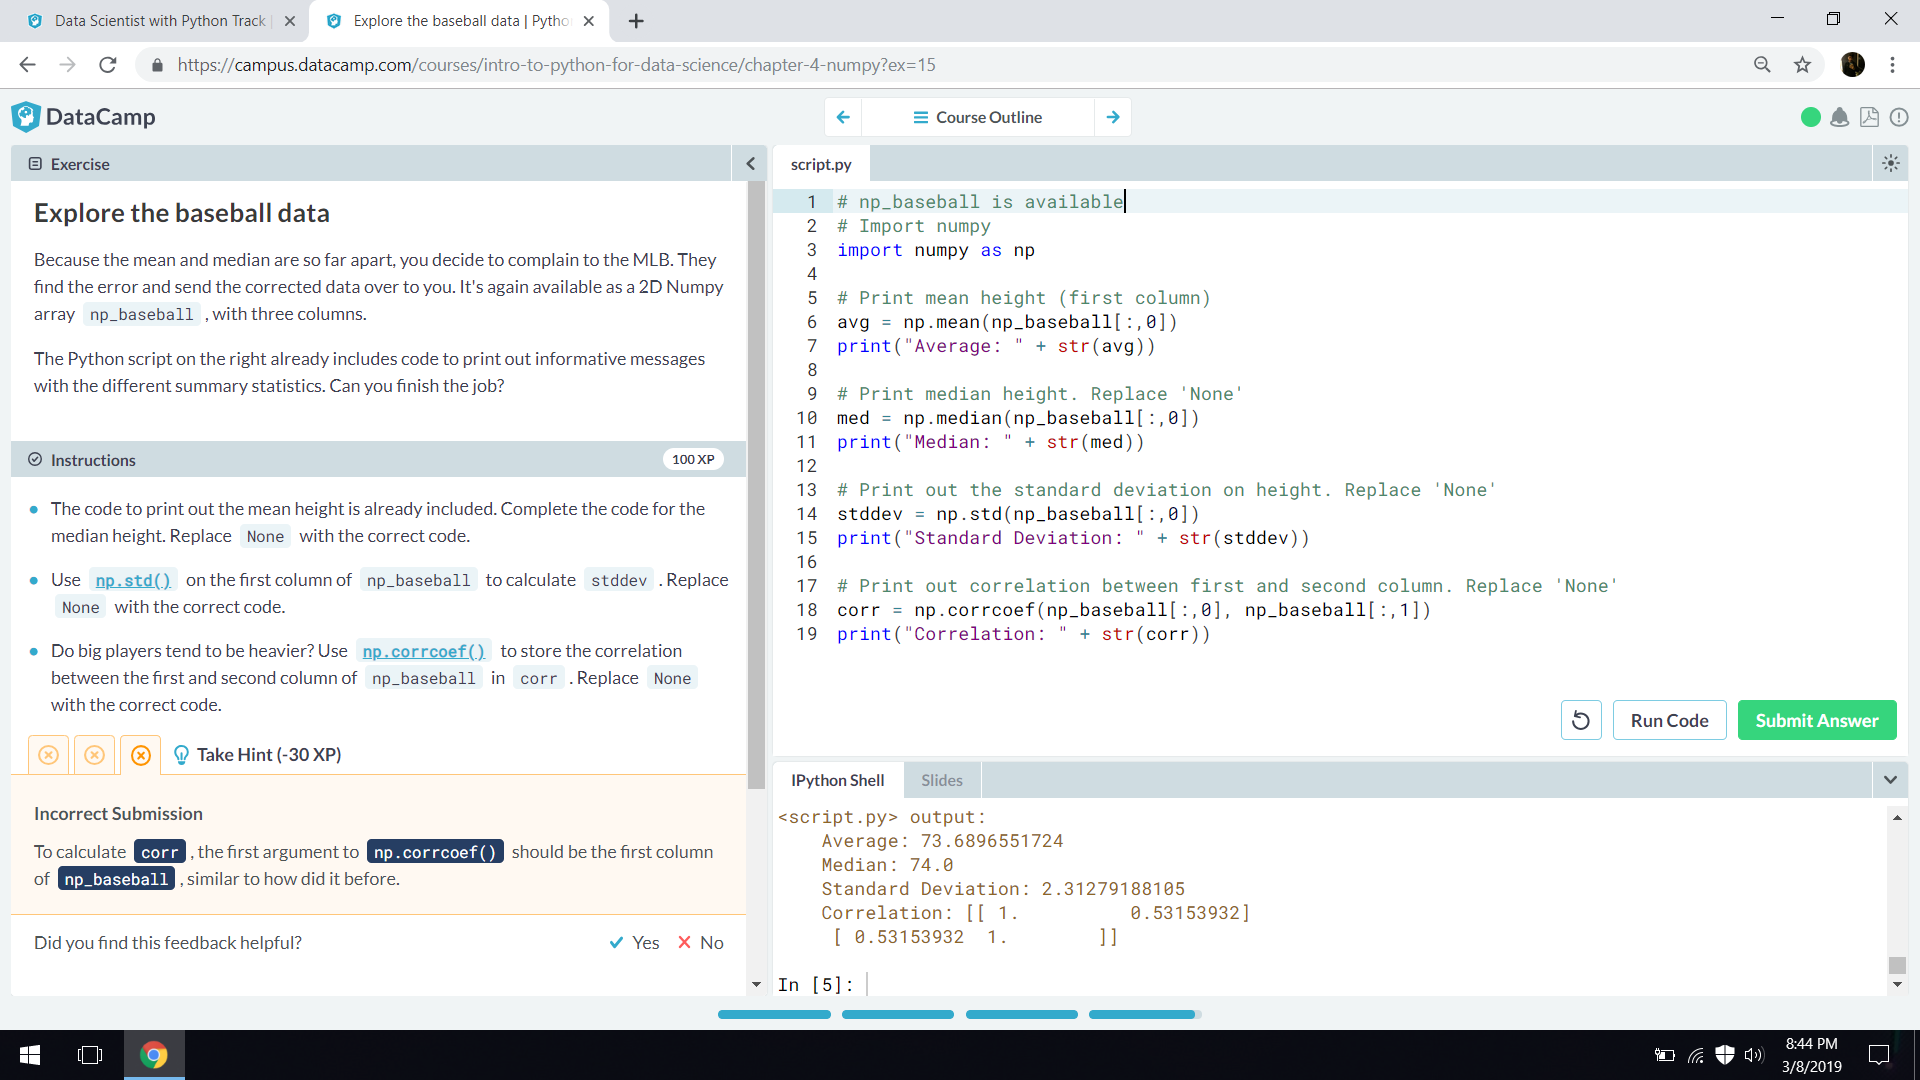 Data Scientist with Python Track
Explore the baseball data | Pytho
https://campus.datacamp.com/courses/intro-to-python-for-data-science/chapter-4-numpy?ex=15
DataCamp
Course Outline
Exercise
Explore the baseball data
Because the mean and median are so far apart, you decide to complain to the MLB. They
find the error and send the corrected data over to you. It's again available as a 2D Numpy
array np_baseball , with three columns.
The Python script on the right already includes code to print out informative messages
with the different summary statistics. Can you finish the job?
Instructions
100 XP
The code to print out the mean height is already included. Complete the code for the
median height. Replace None with the correct code.
Use np.std() on the first column of np_baseball to calculate stddev . Replace
None with the correct code.
Do big players tend to be heavier? Use np.corrcoef() to store the correlation
between the first and second column of np_baseball in corr . Replace None
with the correct code.
Take Hint (-30 XP)
Incorrect Submission
To calculate corr , the first argument to np.corrcoef() should be the first column
of np_baseball , similar to how did it before.
Did you find this feedback helpful?
Yes
No
script.py
1 # np_baseball is available
2 # Import numpy
3 import numpy as np
4
5 # Print mean height (first column)
6 avg = np.mean(np_baseball[:,0])
7 print("Average: " + str(avg))
8
9 # Print median height. Replace 'None'
10 med = np.median(np_baseball[:,0])
11 print("Median: " + str(med))
12
13 # Print out the standard deviation on height. Replace 'None'
14 stddev = np.std(np_baseball[:,0])
15 print("Standard Deviation: " + str(stddev))
16
17 # Print out correlation between first and second column. Replace 'None'
18 corr = np.corrcoef(np_baseball[:,0], np_baseball[:,1])
19 print("Correlation: " + str(corr))
Run Code
Submit Answer
IPython Shell
Slides
<script.py> output:
Average: 73.6896551724
Median: 74.0
Standard Deviation: 2.31279188105
Correlation: [[ 1. 0.53153932]
[ 0.53153932 1. ]]
In [5]:
8:44 PM
3/8/2019